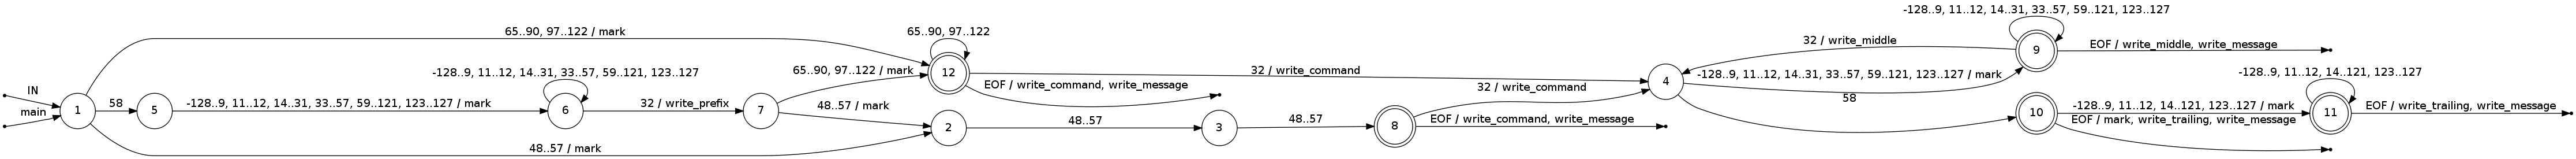 IN
main
1
65..90, 97..122 / mark
58
48..57 / mark
5
-128..9, 11..12, 14..31, 33..57, 59..121, 123..127 / mark
-128..9, 11..12, 14..31, 33..57, 59..121, 123..127
6
32 / write_prefix
7
65..90, 97..122 / mark
48..57 / mark
65..90, 97..122
12
32 / write_command
EOF / write_command, write_message
2
48..57
3
48..57
8
32 / write_command
EOF / write_command, write_message
4
32 / write_middle
-128..9, 11..12, 14..31, 33..57, 59..121, 123..127 / mark
58
-128..9, 11..12, 14..31, 33..57, 59..121, 123..127
9
EOF / write_middle, write_message
10
-128..9, 11..12, 14..121, 123..127 / mark
EOF / mark, write_trailing, write_message
-128..9, 11..12, 14..121, 123..127
11
EOF / write_trailing, write_message